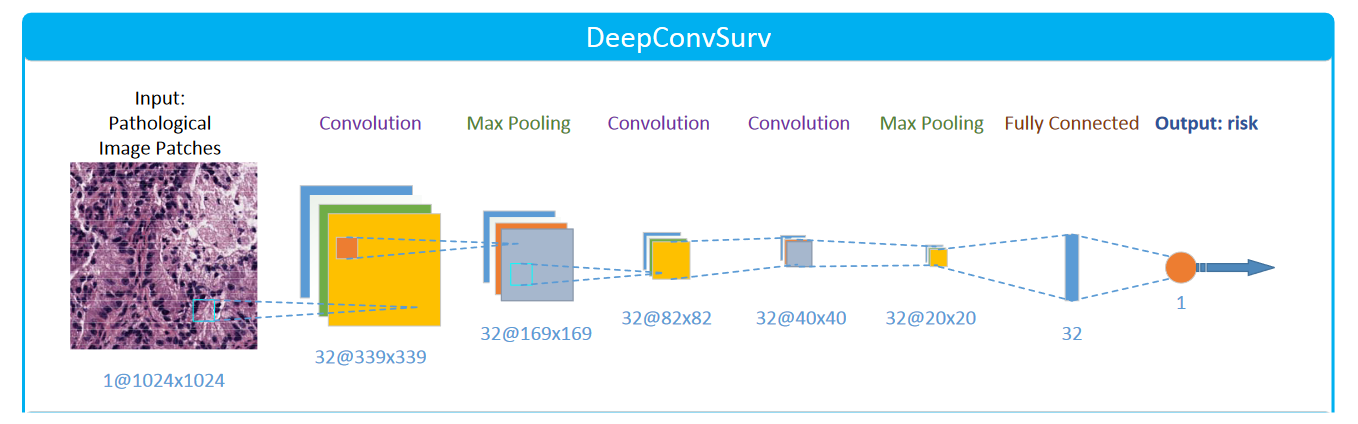 DeepConvSurv
Input:
Pathological
Image Patches
Convolution
Max Pooling
Convolution
Convolution
Max Pooling
Fully Connected
Output: risk
1@1024x1024
32@339x339
32@169x169
32@82x82
32@40x40
32@20x20
32
1